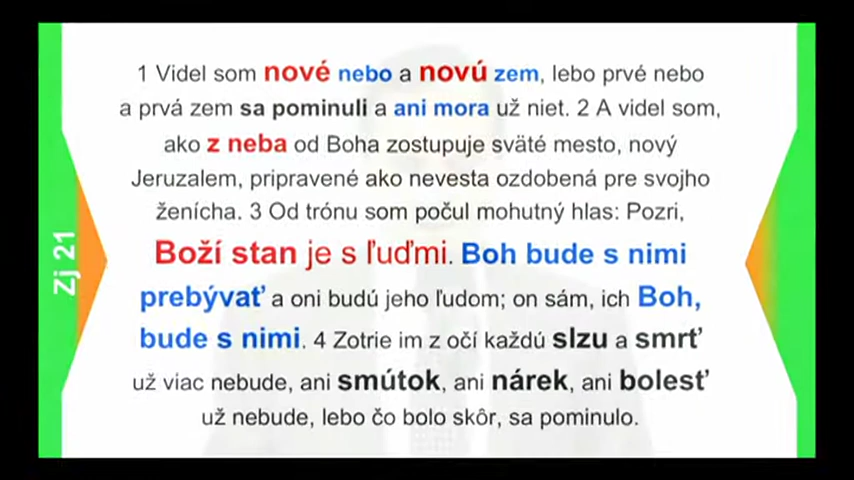 1 Videl som nové nebo a novú zem, lebo prvé nebo
a prvá zem sa pominuli a ani mora už niet. 2 A videl som,
ako z neba od Boha zostupuje sväté mesto, nový
Jeruzalem, pripravené ako nevesta ozdobená pre svojho
ženícha. 3 Od trónu som počul mohutný hlas: Pozri,
Boží stan je s ľuďmi. Boh bude s nimi
prebývať a oni budú jeho ľudom; on sám, ich Boh,
bude s nimi. 4 Zotrie im z očí každú slzu a smrť
už viac nebude, ani smútok, ani nárek, ani bolesť
už nebude, lebo čo bolo skôr, sa pominulo.
Zj 21